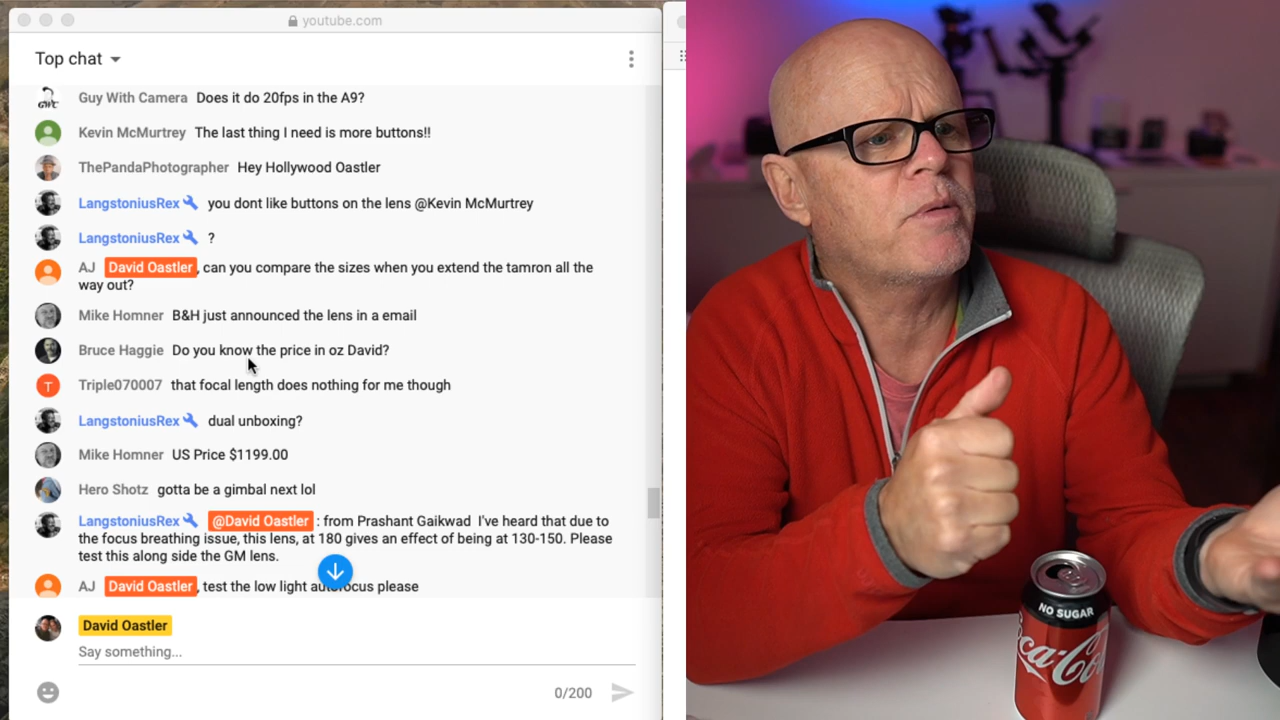 youtube.com
Top chat
GWC
Guy With Camera Does it do 20fps in the A9?
Kevin McMurtrey The last thing I need is more buttons!!
ThePandaPhotographer Hey Hollywood Oastler
LangstoniusRex you dont like buttons on the lens @Kevin McMurtrey
LangstoniusRex ?
AJ David Oastler, can you compare the sizes when you extend the tamron all the
way out?
Mike Homner B&H just announced the lens in a email
Bruce Haggie Do you know the price in oz David?
T
Triple070007 that focal length does nothing for me though
LangstoniusRex dual unboxing?
Mike Homner US Price $1199.00
Hero Shotz gotta be a gimbal next lol
LangstoniusRex @David Oastler : from Prashant Gaikwad I've heard that due to
the focus breathing issue, this lens, at 180 gives an effect of being at 130-150. Please
test this along side the GM lens.
AJ David Oastler, test the low light autofocus please
David Oastler
Say something...
0/200
NO SUGAR
Coca-Cola